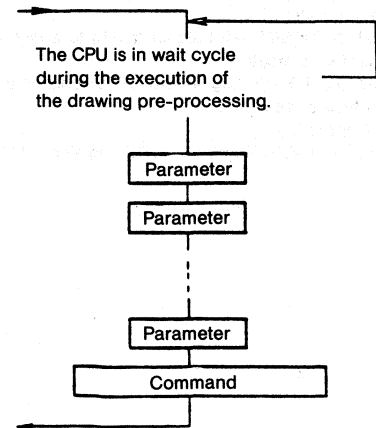 The CPU is in wait cycle
during the execution of
the drawing pre-processing.
Parameter
Parameter
Parameter
Command